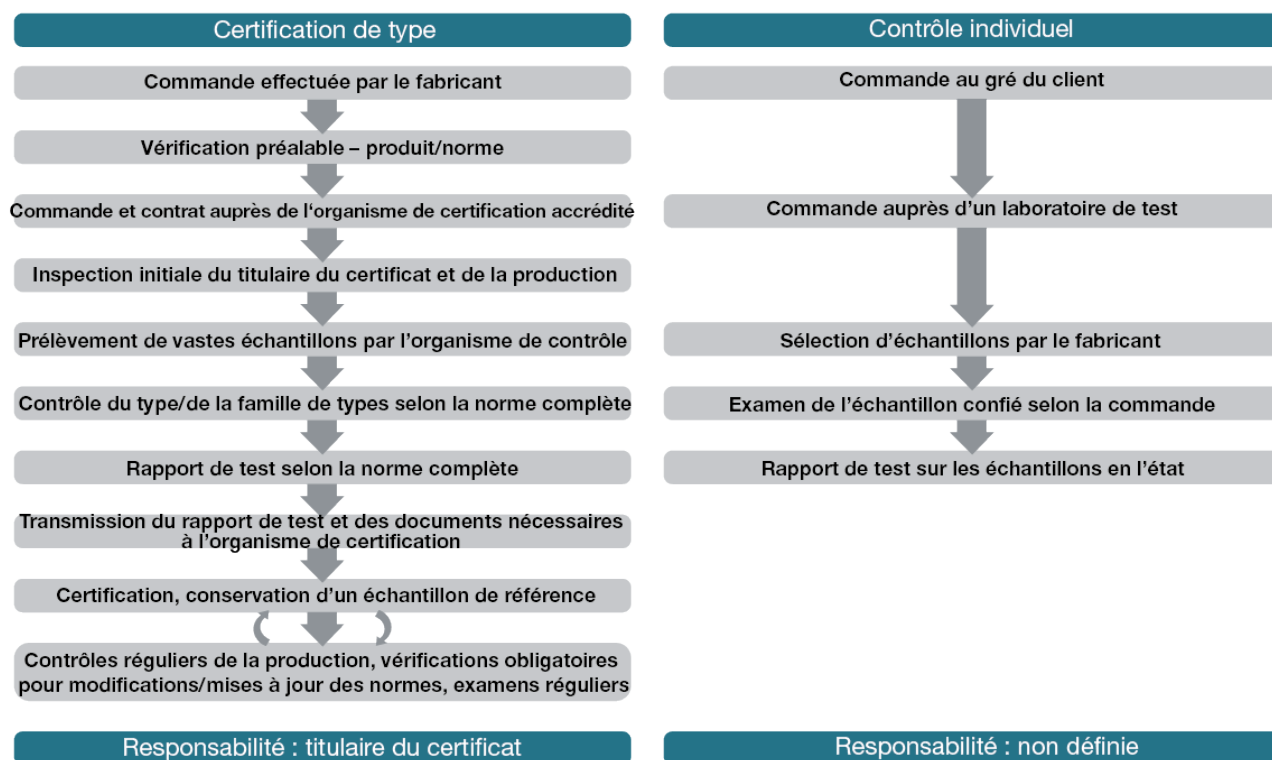 Certification de type
Commande effectuée par le fabricant
Vérification préalable – produit/norme
Commande et contrat auprès de l‘organisme de certification accrédité
Inspection initiale du titulaire du certificat et de la production
Prélèvement de vastes échantillons par l’organisme de contrôle
Contrôle du type/de la famille de types selon la norme complète
Rapport de test selon la norme complète
Transmission du rapport de test et des documents nécessaires
à l’organisme de certification
Certification, conservation d’un échantillon de référence
Contrôles réguliers de la production, vérifications obligatoires
pour modifications/mises à jour des normes, examens réguliers
Responsabilité : titulaire du certificat
Contrôle individuel
Commande au gré du client
Commande auprès d’un laboratoire de test
Sélection d’échantillons par le fabricant
Examen de l’échantillon confié selon la commande
Rapport de test sur les échantillons en l’état
Responsabilité : non définie